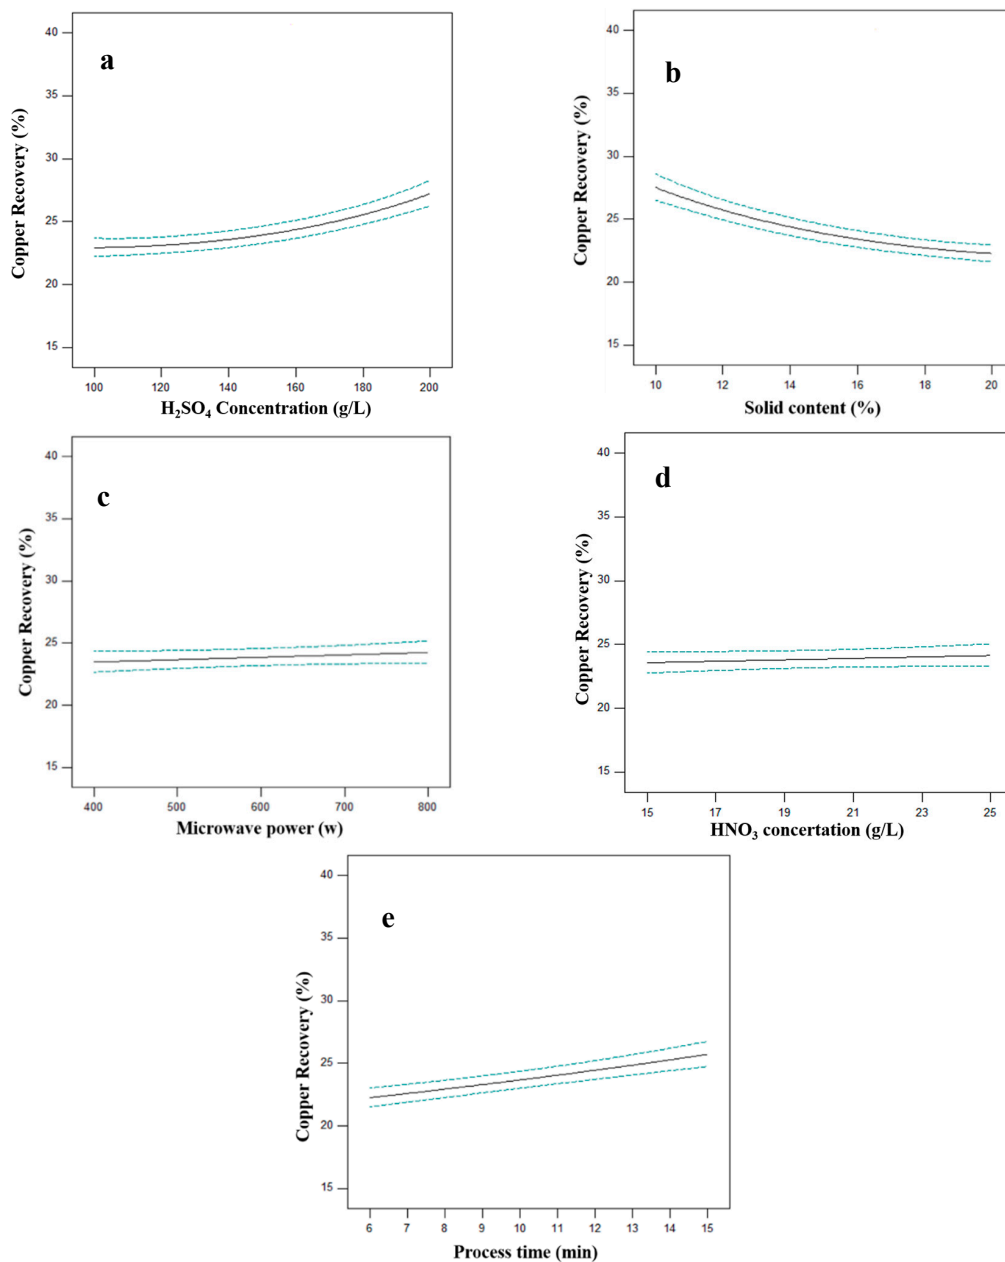 a
Copper Recovery (%)
40
35
30
25
20
15
100 120 140 160 180 200
H₂SO₄ Concentration (g/L)
b
Copper Recovery (%)
40
35
30
25
20
15
10 12 14 16 18 20
Solid content (%)
c
Copper Recovery (%)
40
35
30
25
20
15
400 500 600 700 800
Microwave power (w)
d
Copper Recovery (%)
40
35
30
25
20
15
15 17 19 21 23 25
HNO₃ concertation (g/L)
e
Copper Recovery (%)
40
35
30
25
20
15
6 7 8 9 10 11 12 13 14 15
Process time (min)